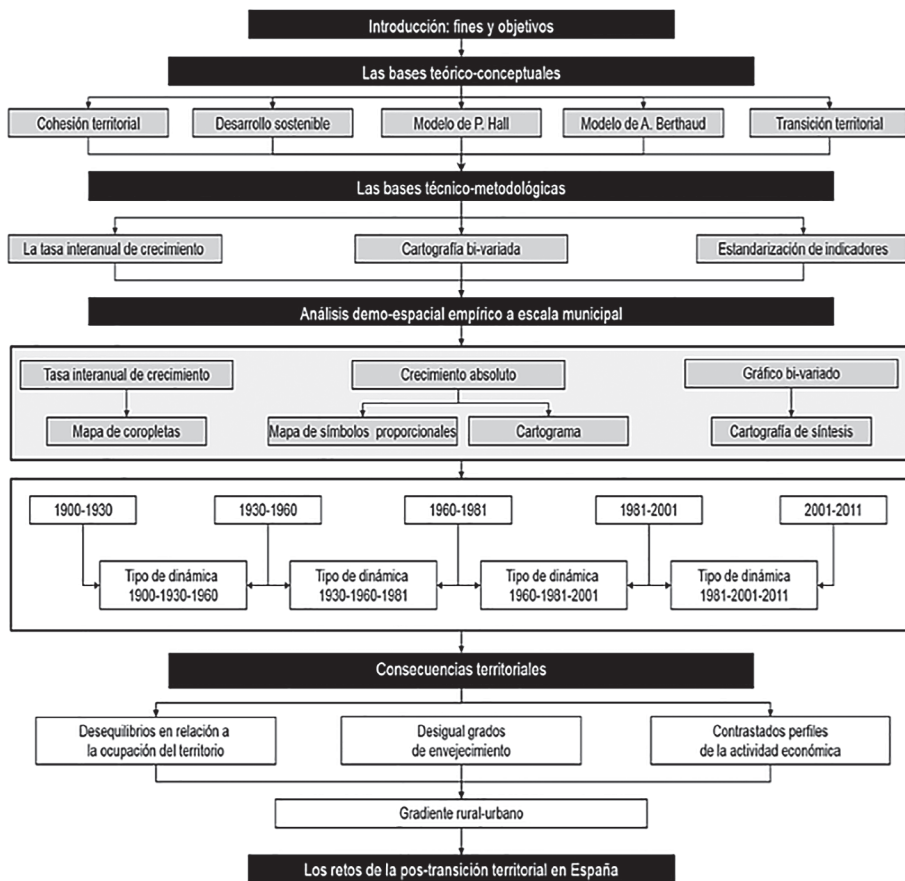 Introducción: fines y objetivos
Las bases teórico-conceptuales
Cohesión territorial
Desarrollo sostenible
Modelo de P. Hall
Modelo de A. Berthaud
Transición territorial
Las bases técnico-metodológicas
La tasa interanual de crecimiento
Cartografía bi-variada
Estandarización de indicadores
Análisis demo-espacial empírico a escala municipal
Tasa interanual de crecimiento
Crecimiento absoluto
Gráfico bi-variado
Mapa de coropletas
Mapa de símbolos proporcionales
Cartograma
Cartografía de síntesis
1900-1930
1930-1960
1960-1981
1981-2001
2001-2011
Tipo de dinámica
1900-1930-1960
Tipo de dinámica
1930-1960-1981
Tipo de dinámica
1960-1981-2001
Tipo de dinámica
1981-2001-2011
Consecuencias territoriales
Desequilibrios en relación a
la ocupación del territorio
Desigual grados
de envejecimiento
Contrastados perfiles
de la actividad económica
Gradiente rural-urbano
Los retos de la pos-transición territorial en España